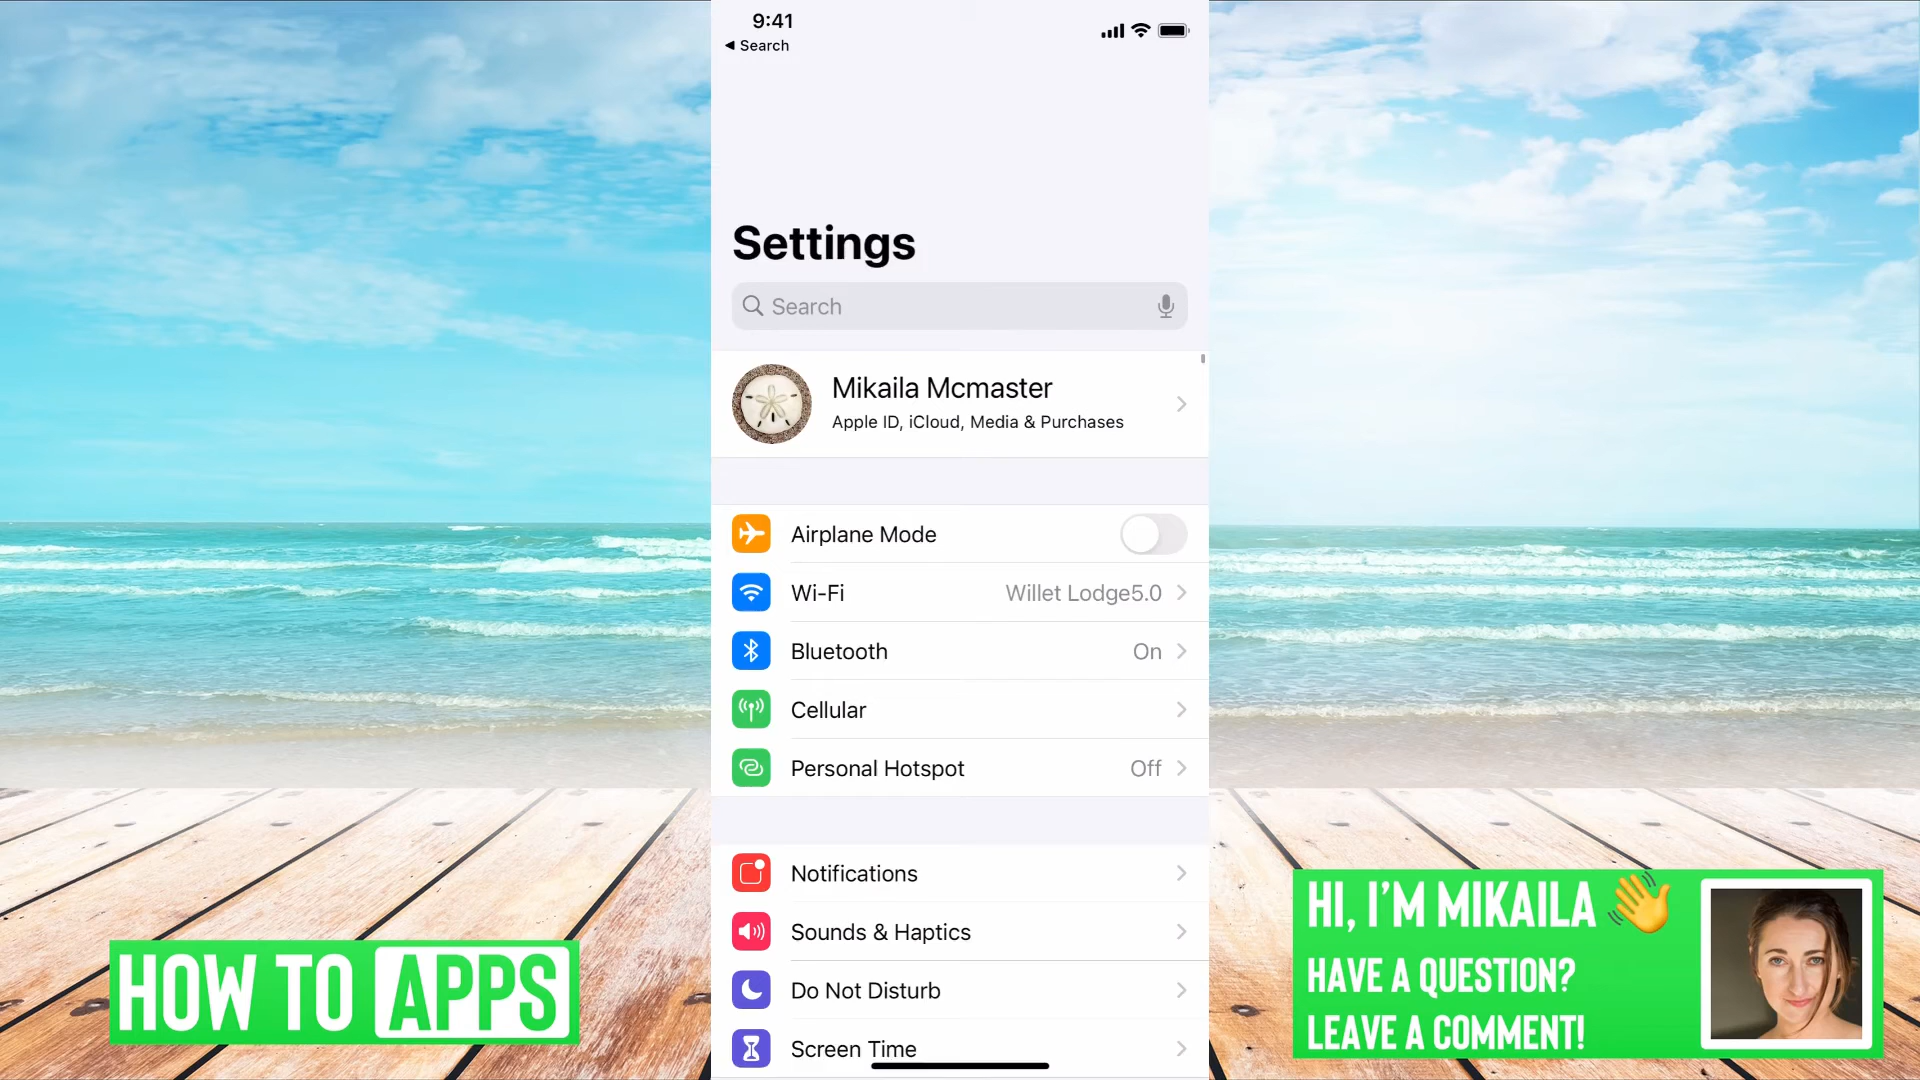 9:41
Search
Settings
Search
Mikaila Mcmaster
Apple ID, iCloud, Media & Purchases
Airplane Mode
Wi-Fi Willet Lodge5.0
Bluetooth On
Cellular
Personal Hotspot Off
Notifications
Sounds & Haptics
Do Not Disturb
Screen Time
HOW TO APPS
HI, I'M MIKAILA
HAVE A QUESTION?
LEAVE A COMMENT!